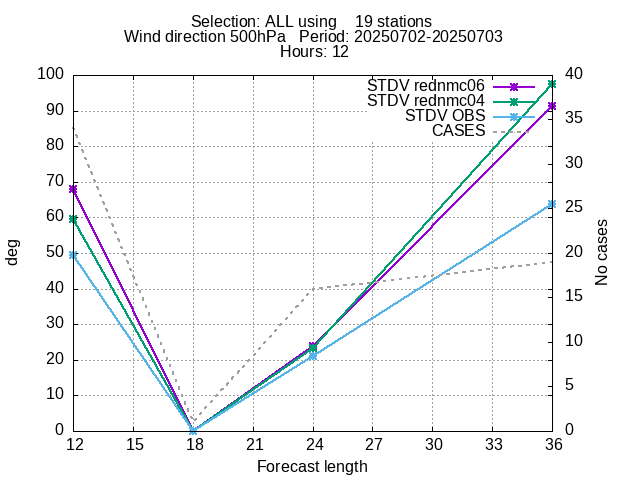 Selection: ALL using    19 stations
Wind direction 500hPa   Period: 20250702-20250703
Hours: 12
STDV rednmc06
STDV rednmc04
STDV OBS
CASES
deg
100
90
80
70
60
50
40
30
20
10
0
40
35
30
25
20
15
10
5
0
No cases
12 15 18 21 24 27 30 33 36
Forecast length